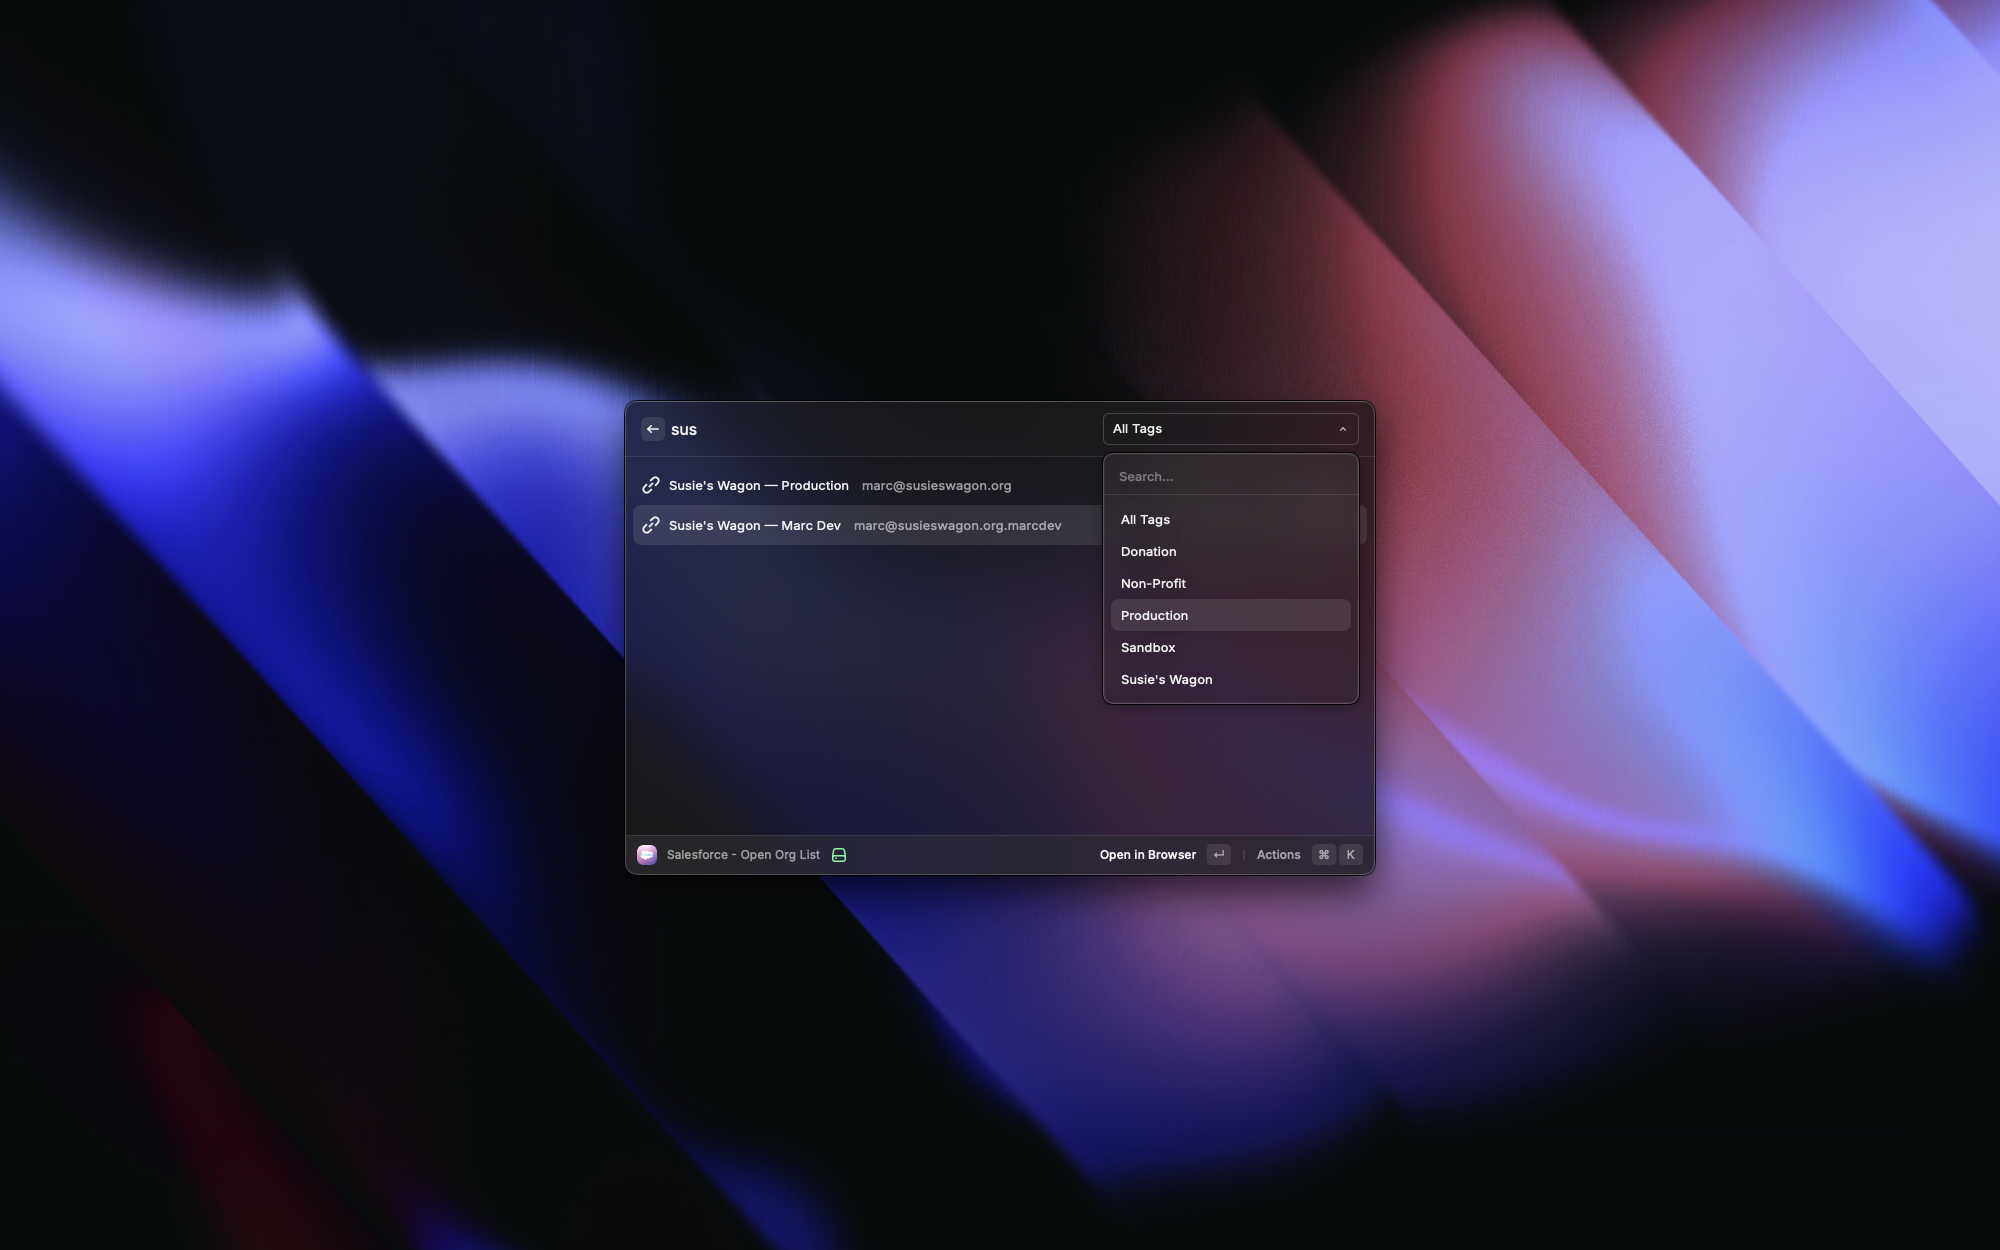 sus
All Tags
Susie's Wagon — Production marc@susieswagon.org
Susie's Wagon — Marc Dev marc@susieswagon.org.marcdev
Search...
All Tags
Donation
Non-Profit
Production
Sandbox
Susie's Wagon
Salesforce - Open Org List
Open in Browser
Actions ⌘ K